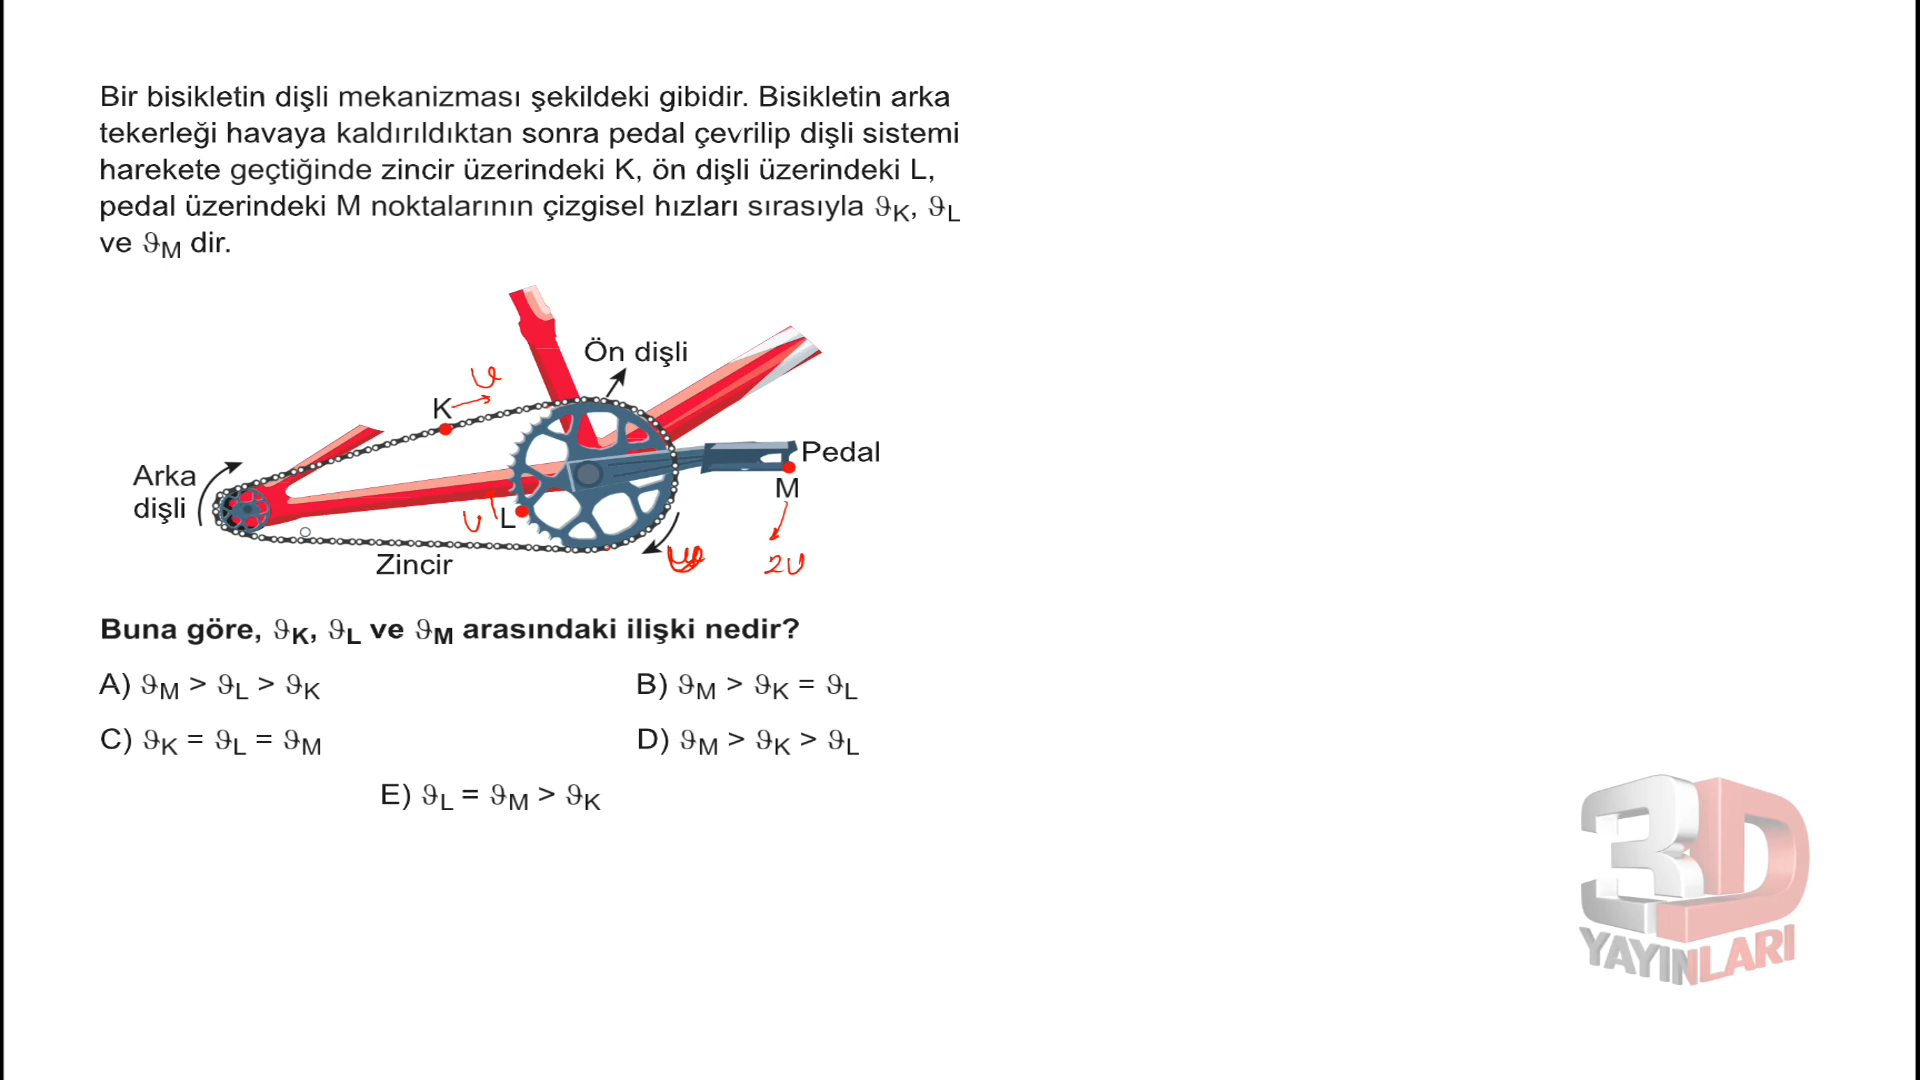 Bir bisikletin dişli mekanizması şekildeki gibidir. Bisikletin arka
tekerleği havaya kaldırıldıktan sonra pedal çevrilip dişli sistemi
harekete geçtiğinde zincir üzerindeki K, ön dişli üzerindeki L,
pedal üzerindeki M noktalarının çizgisel hızları sırasıyla ϑK, ϑL
ve ϑM dir.
Ön dişli
K
Pedal
Arka
dişli
M
L
Zincir
2υ
Buna göre, ϑK, ϑL ve ϑM arasındaki ilişki nedir?
A) ϑM > ϑL > ϑK
B) ϑM > ϑK = ϑL
C) ϑK = ϑL = ϑM
D) ϑM > ϑK > ϑL
E) ϑL = ϑM > ϑK
3D
YAYINLARI